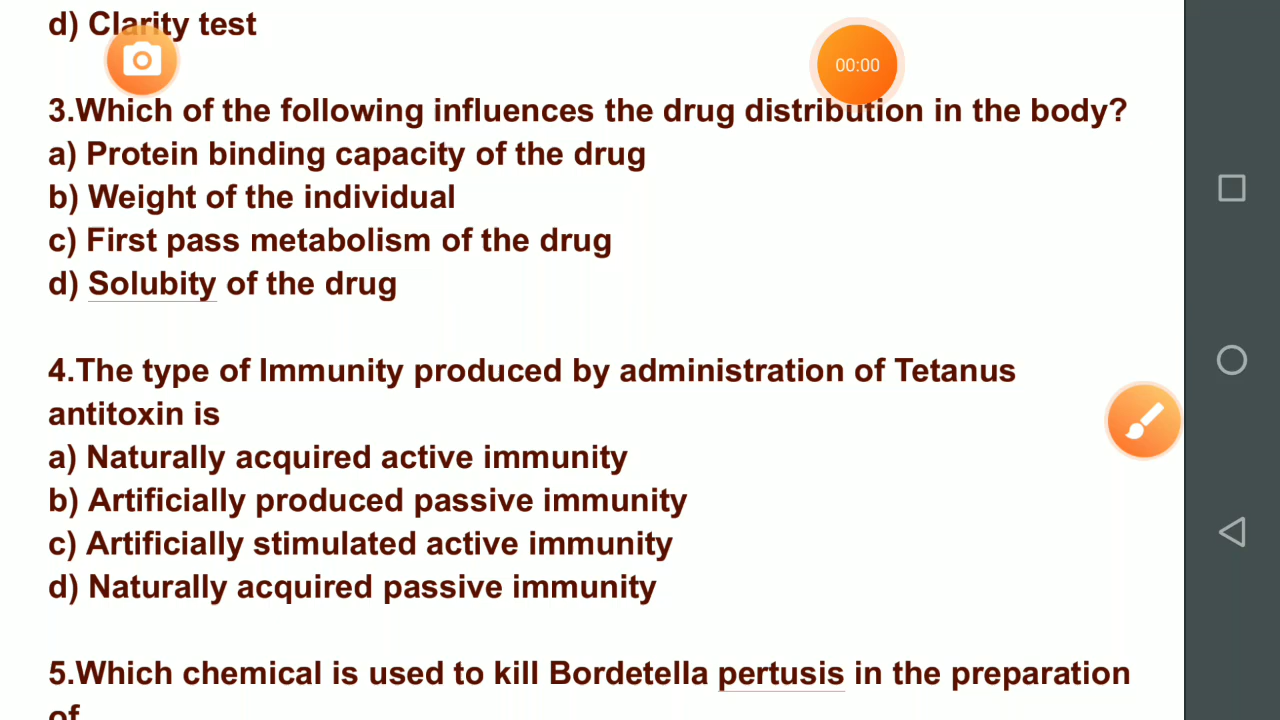 d) Clarity test
00:00
3.Which of the following influences the drug distribution in the body?
a) Protein binding capacity of the drug
b) Weight of the individual
c) First pass metabolism of the drug
d) Solubity of the drug
4.The type of Immunity produced by administration of Tetanus
antitoxin is
a) Naturally acquired active immunity
b) Artificially produced passive immunity
c) Artificially stimulated active immunity
d) Naturally acquired passive immunity
5.Which chemical is used to kill Bordetella pertusis in the preparation
of